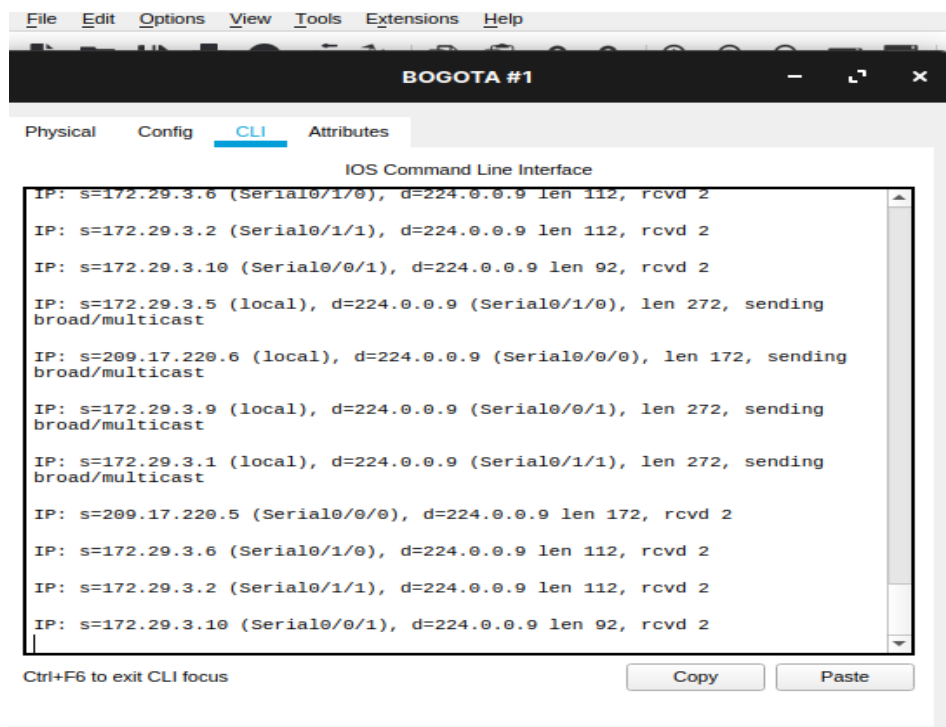 File Edit Options View Tools Extensions Help
BOGOTA #1
Physical Config CLI Attributes
IOS Command Line Interface
IP: s=172.29.3.6 (Serial0/1/0), d=224.0.0.9 len 112, rcvd 2
IP: s=172.29.3.2 (Serial0/1/1), d=224.0.0.9 len 112, rcvd 2
IP: s=172.29.3.10 (Serial0/0/1), d=224.0.0.9 len 92, rcvd 2
IP: s=172.29.3.5 (local), d=224.0.0.9 (Serial0/1/0), len 272, sending
broad/multicast
IP: s=209.17.220.6 (local), d=224.0.0.9 (Serial0/0/0), len 172, sending
broad/multicast
IP: s=172.29.3.9 (local), d=224.0.0.9 (Serial0/0/1), len 272, sending
broad/multicast
IP: s=172.29.3.1 (local), d=224.0.0.9 (Serial0/1/1), len 272, sending
broad/multicast
IP: s=209.17.220.5 (Serial0/0/0), d=224.0.0.9 len 172, rcvd 2
IP: s=172.29.3.6 (Serial0/1/0), d=224.0.0.9 len 112, rcvd 2
IP: s=172.29.3.2 (Serial0/1/1), d=224.0.0.9 len 112, rcvd 2
IP: s=172.29.3.10 (Serial0/0/1), d=224.0.0.9 len 92, rcvd 2
Ctrl+F6 to exit CLI focus
Copy Paste